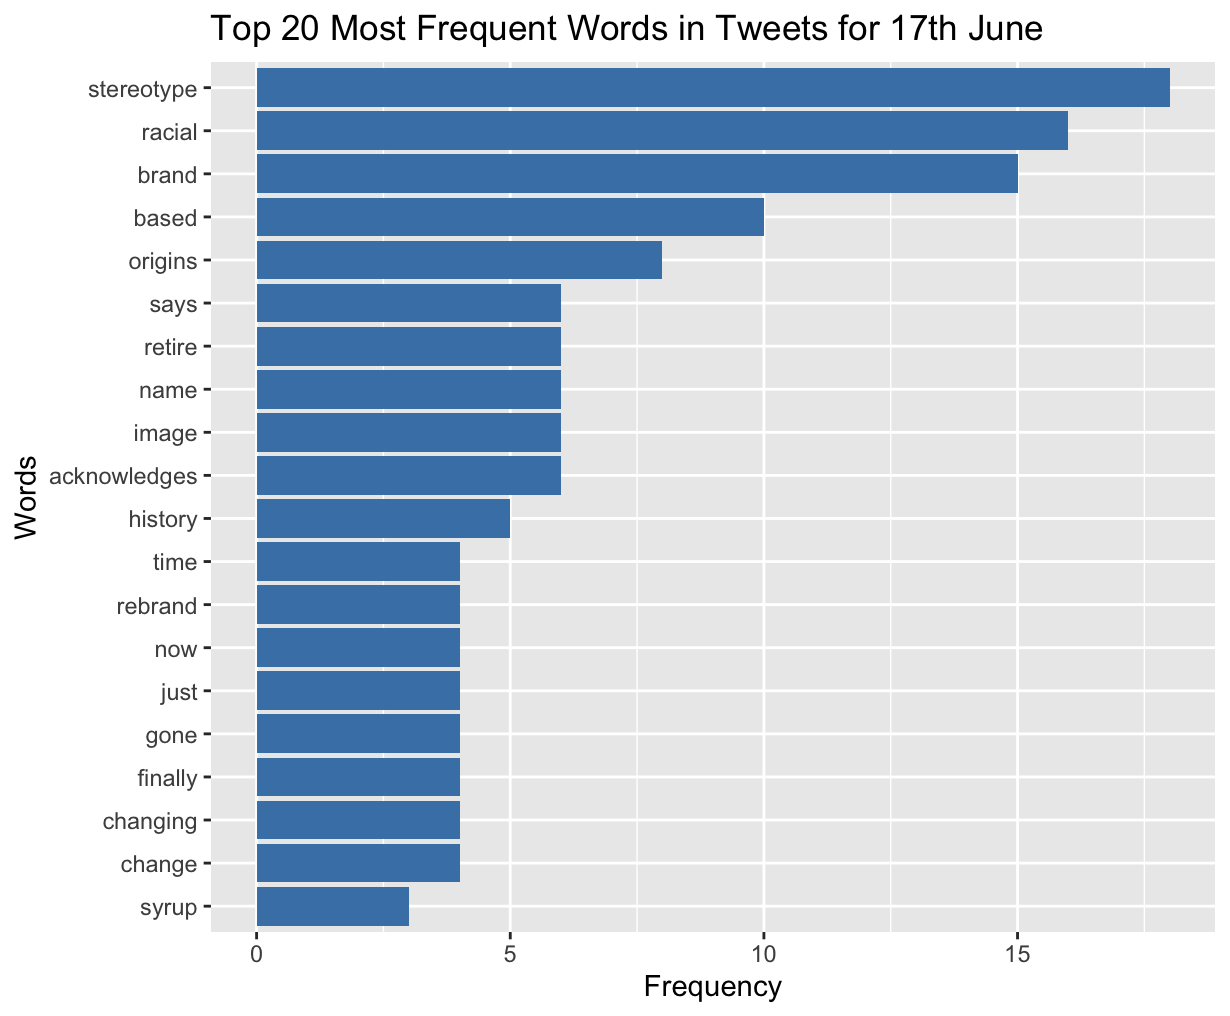 Top 20 Most Frequent Words in Tweets for 17th June
Words
stereotype
racial
brand
based
origins
says
retire
name
image
acknowledges
history
time
rebrand
now
just
gone
finally
changing
change
syrup
0 5 10 15
Frequency